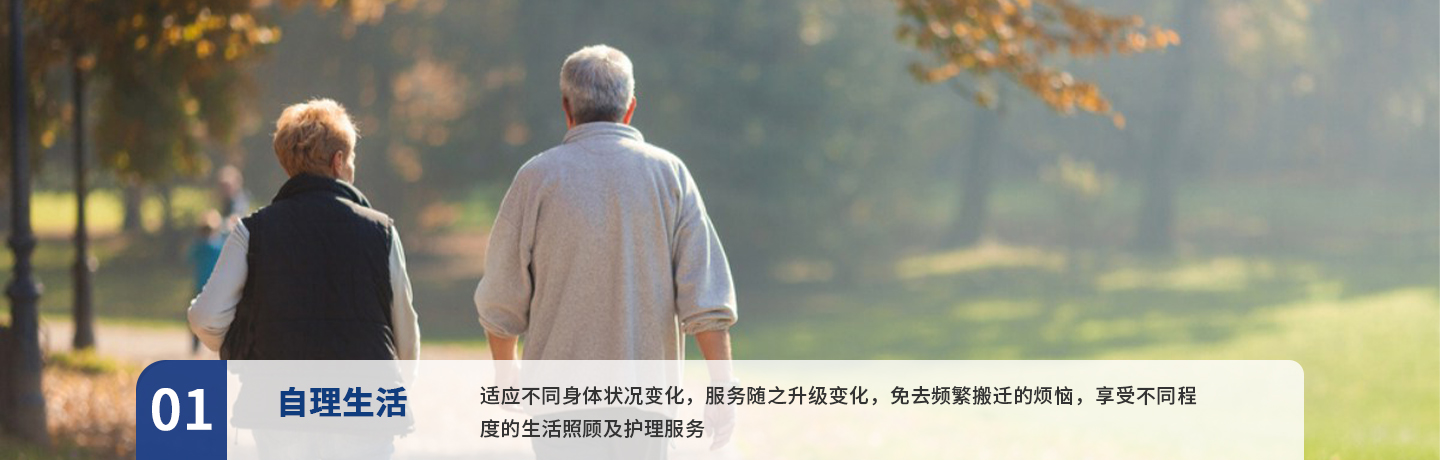 01
自理生活
适应不同身体状况变化，服务随之升级变化，免去频繁搬迁的烦恼，享受不同程
度的生活照顾及护理服务